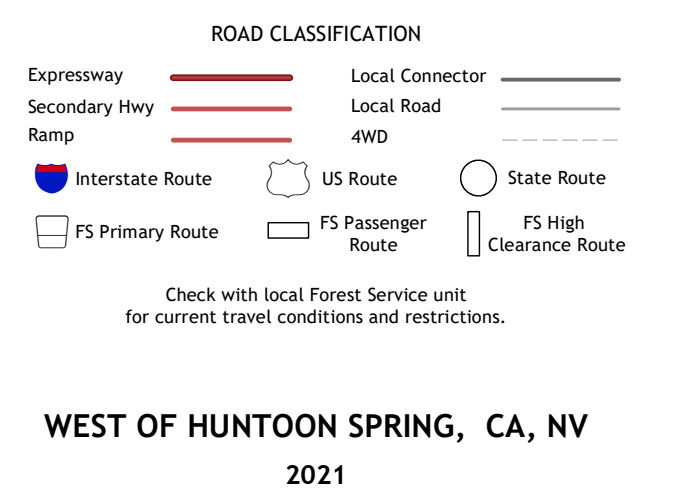 ROAD CLASSIFICATION
Expressway
Local Connector
Secondary Hwy
Local Road
Ramp
4WD
Interstate Route
US Route
State Route
FS Primary Route
FS Passenger
Route
FS High
Clearance Route
Check with local Forest Service unit
for current travel conditions and restrictions.
WEST OF HUNTOON SPRING, CA, NV
2021